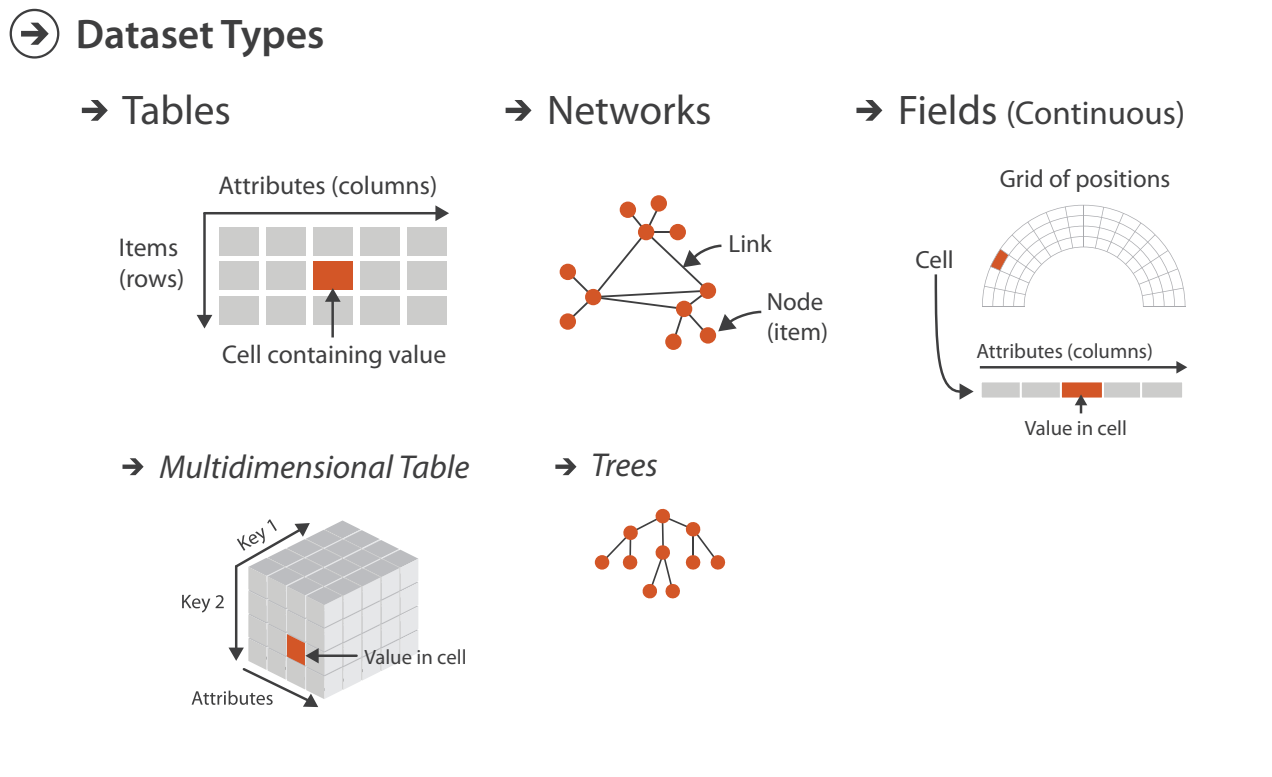 Dataset Types
Tables
Attributes (columns)
Items
(rows)
Cell containing value
Networks
Link
Node
(item)
Fields (Continuous)
Grid of positions
Cell
Attributes (columns)
Value in cell
Multidimensional Table
Key 1
Key 2
Value in cell
Attributes
Trees